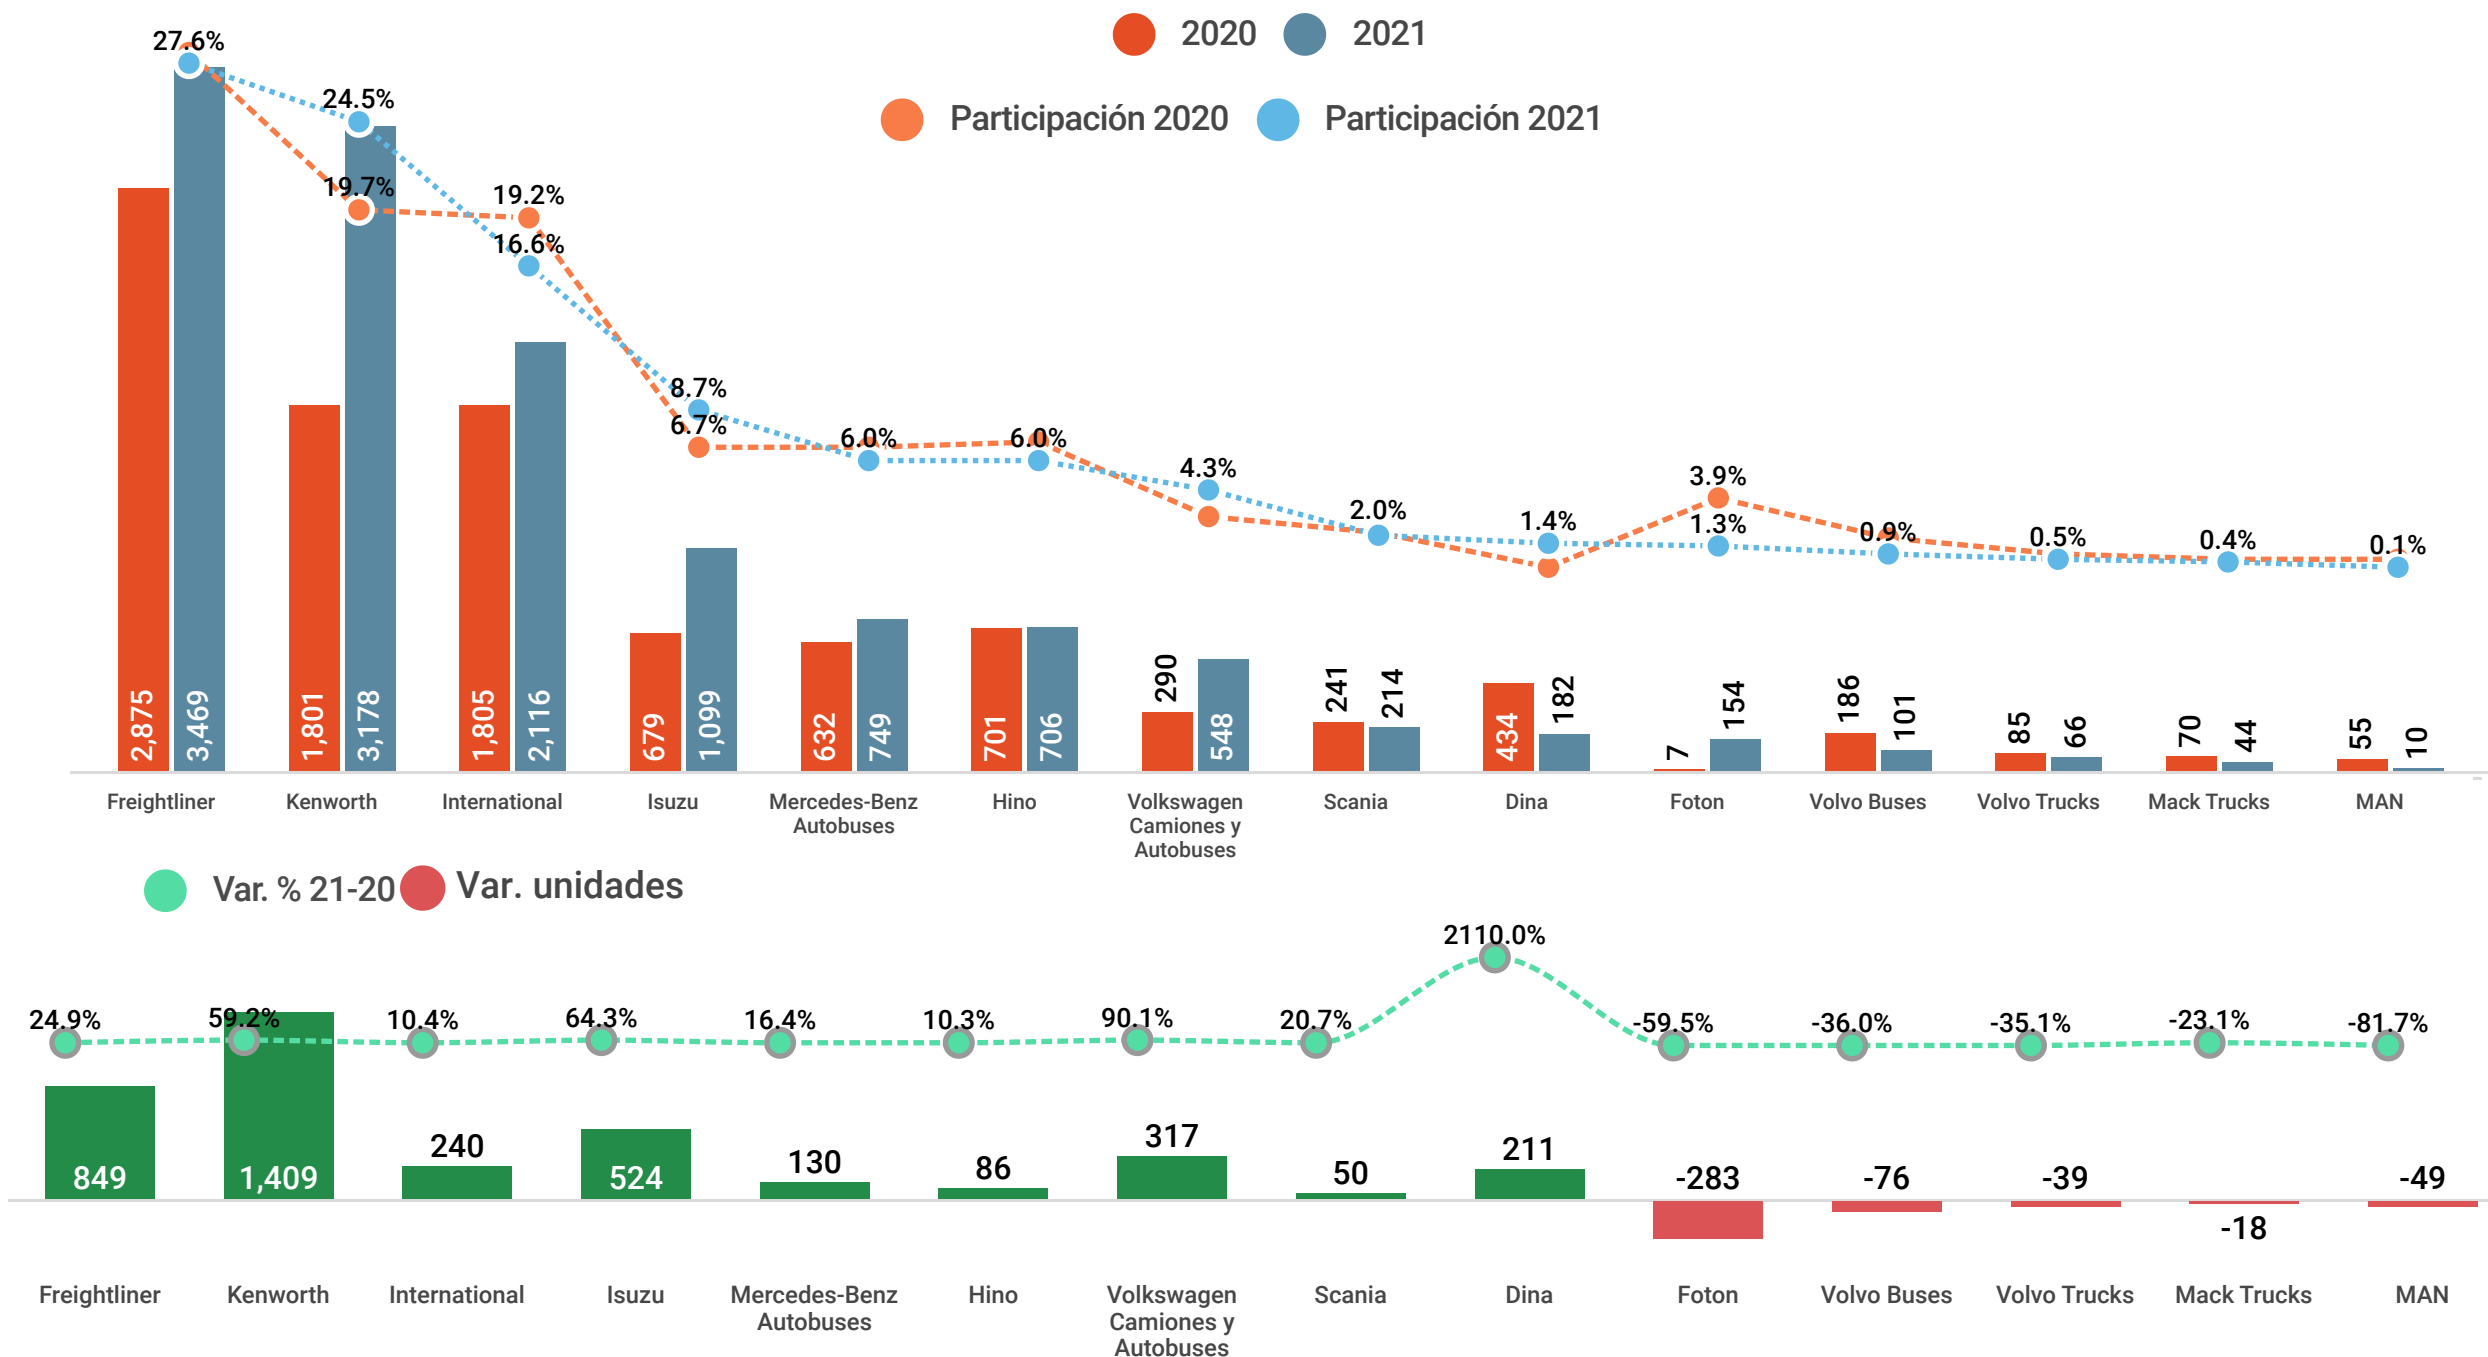 2020 2021
Participación 2020 Participación 2021
27.6%
24.5%
19.7%
19.2%
16.6%
8.7%
6.7%
6.0%
6.0%
4.3%
2.0%
1.4%
3.9%
1.3%
0.9%
0.5%
0.4%
0.1%
2,875
3,469
1,801
3,178
1,805
2,116
679
1,099
632
749
701
706
290
548
241
214
434
182
7
154
186
101
85
66
70
44
55
10
Freightliner
Kenworth
International
Isuzu
Mercedes-Benz
Autobuses
Hino
Volkswagen
Camiones y
Autobuses
Scania
Dina
Foton
Volvo Buses
Volvo Trucks
Mack Trucks
MAN
Var. % 21-20 Var. unidades
24.9%
59.2%
10.4%
64.3%
16.4%
10.3%
90.1%
20.7%
2110.0%
-59.5%
-36.0%
-35.1%
-23.1%
-81.7%
849
1,409
240
524
130
86
317
50
211
-283
-76
-39
-18
-49
Freightliner
Kenworth
International
Isuzu
Mercedes-Benz
Autobuses
Hino
Volkswagen
Camiones y
Autobuses
Scania
Dina
Foton
Volvo Buses
Volvo Trucks
Mack Trucks
MAN